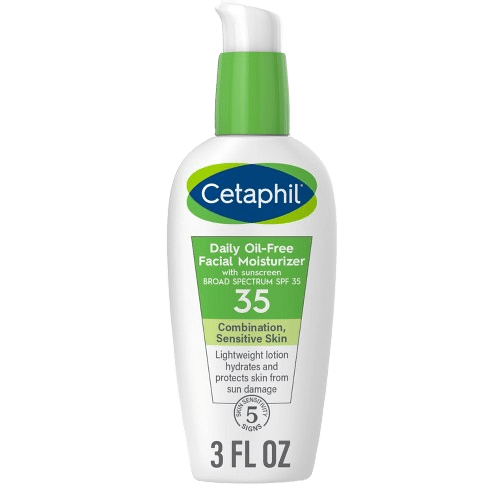 Cetaphil®
Daily Oil-Free
Facial Moisturizer
with sunscreen
BROAD SPECTRUM SPF 35
35
Combination,
Sensitive Skin
Lightweight lotion
hydrates and
protects skin from
sun damage
SKIN SENSITIVITY
5
SIGNS
3 FL OZ